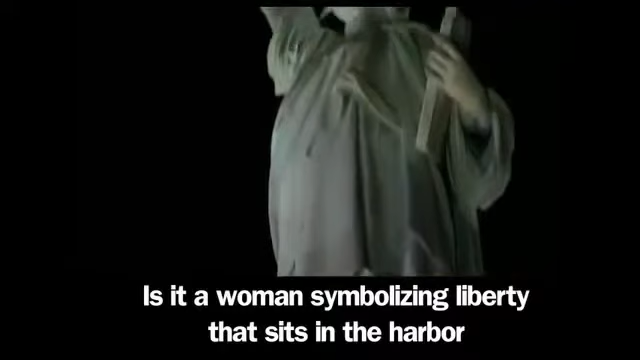 Is it a woman symbolizing liberty
that sits in the harbor